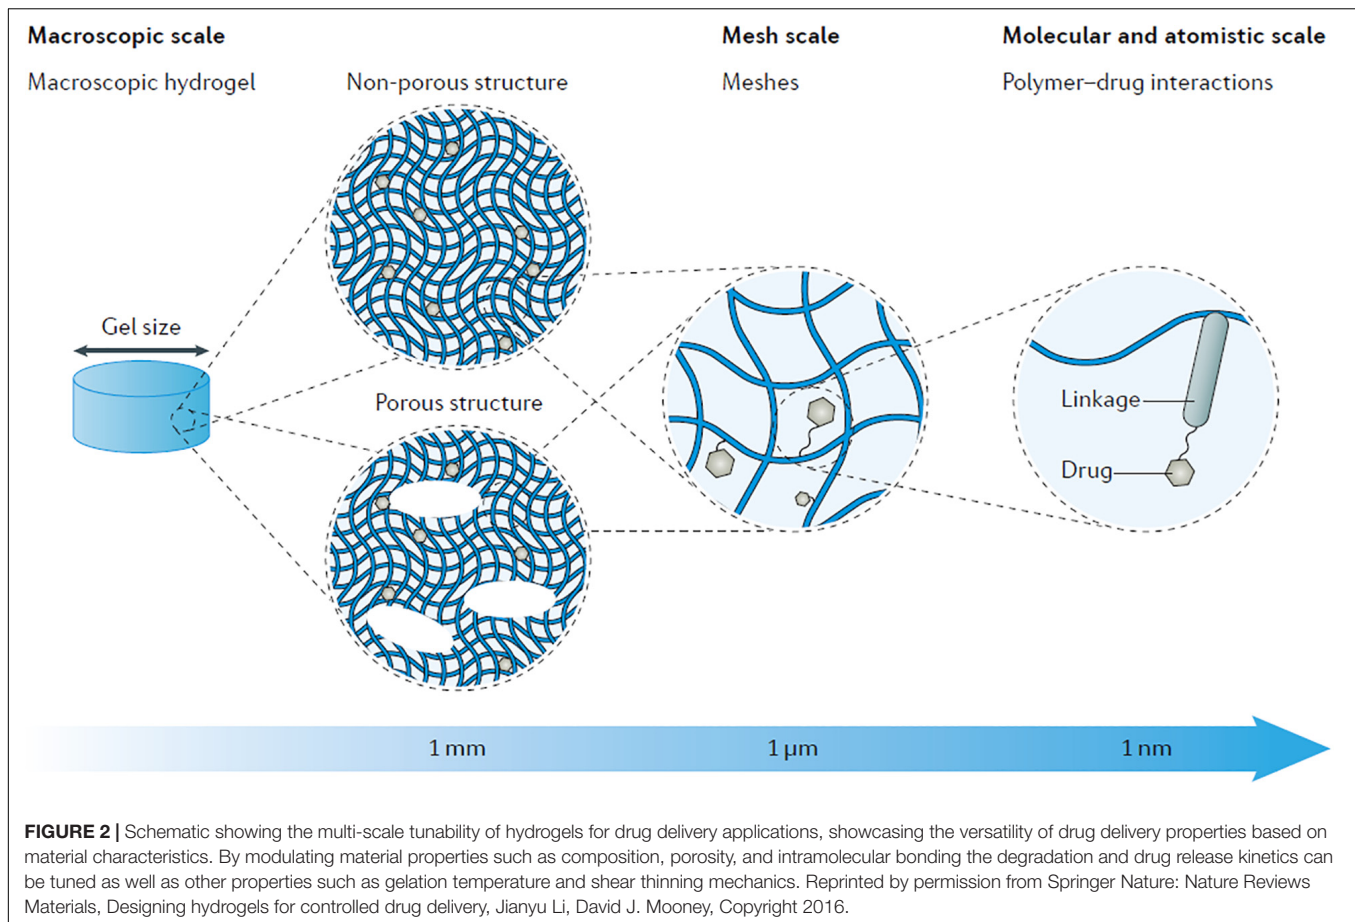 Macroscopic scale
Mesh scale
Molecular and atomistic scale
Macroscopic hydrogel
Non-porous structure
Meshes
Polymer–drug interactions
Gel size
Porous structure
Linkage
Drug
1 mm
1 μm
1 nm
FIGURE 2 | Schematic showing the multi-scale tunability of hydrogels for drug delivery applications, showcasing the versatility of drug delivery properties based on
material characteristics. By modulating material properties such as composition, porosity, and intramolecular bonding the degradation and drug release kinetics can
be tuned as well as other properties such as gelation temperature and shear thinning mechanics. Reprinted by permission from Springer Nature: Nature Reviews
Materials, Designing hydrogels for controlled drug delivery, Jianyu Li, David J. Mooney, Copyright 2016.